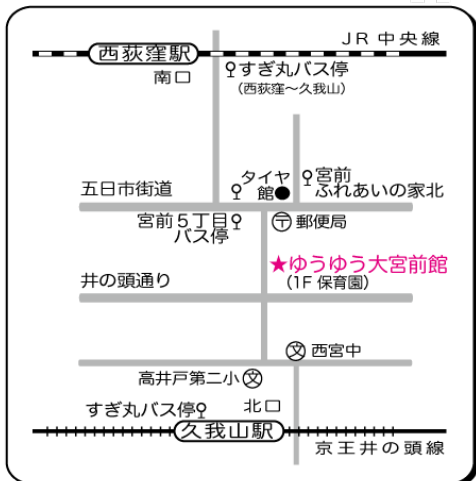 JR 中央線
西荻窪駅
南口
すぎ丸バス停
(西荻窪～久我山)
タイヤ
館
宮前
ふれあいの家北
五日市街道
宮前5丁目
バス停
〒 郵便局
★ゆうゆう大宮前館
(1F 保育園)
井の頭通り
文 西宮中
高井戸第二小 文
すぎ丸バス停
北口
久我山駅
京王井の頭線